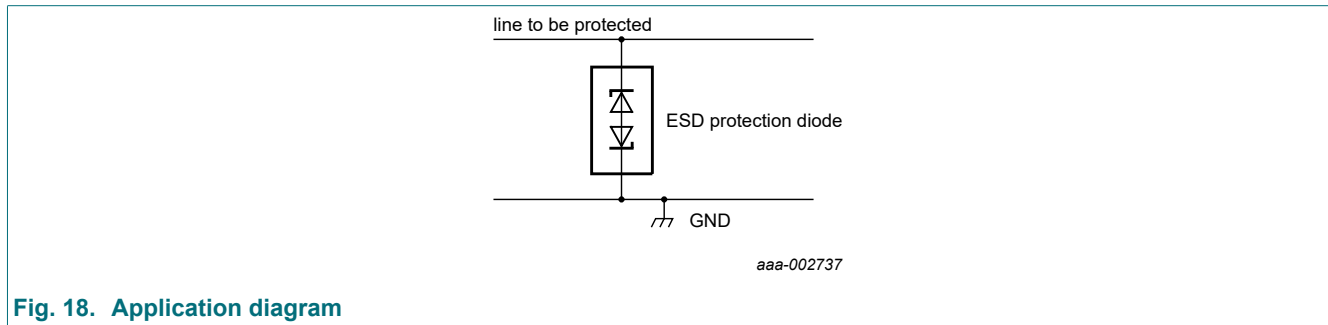 line to be protected
ESD protection diode
GND
aaa-002737
Fig. 18. Application diagram